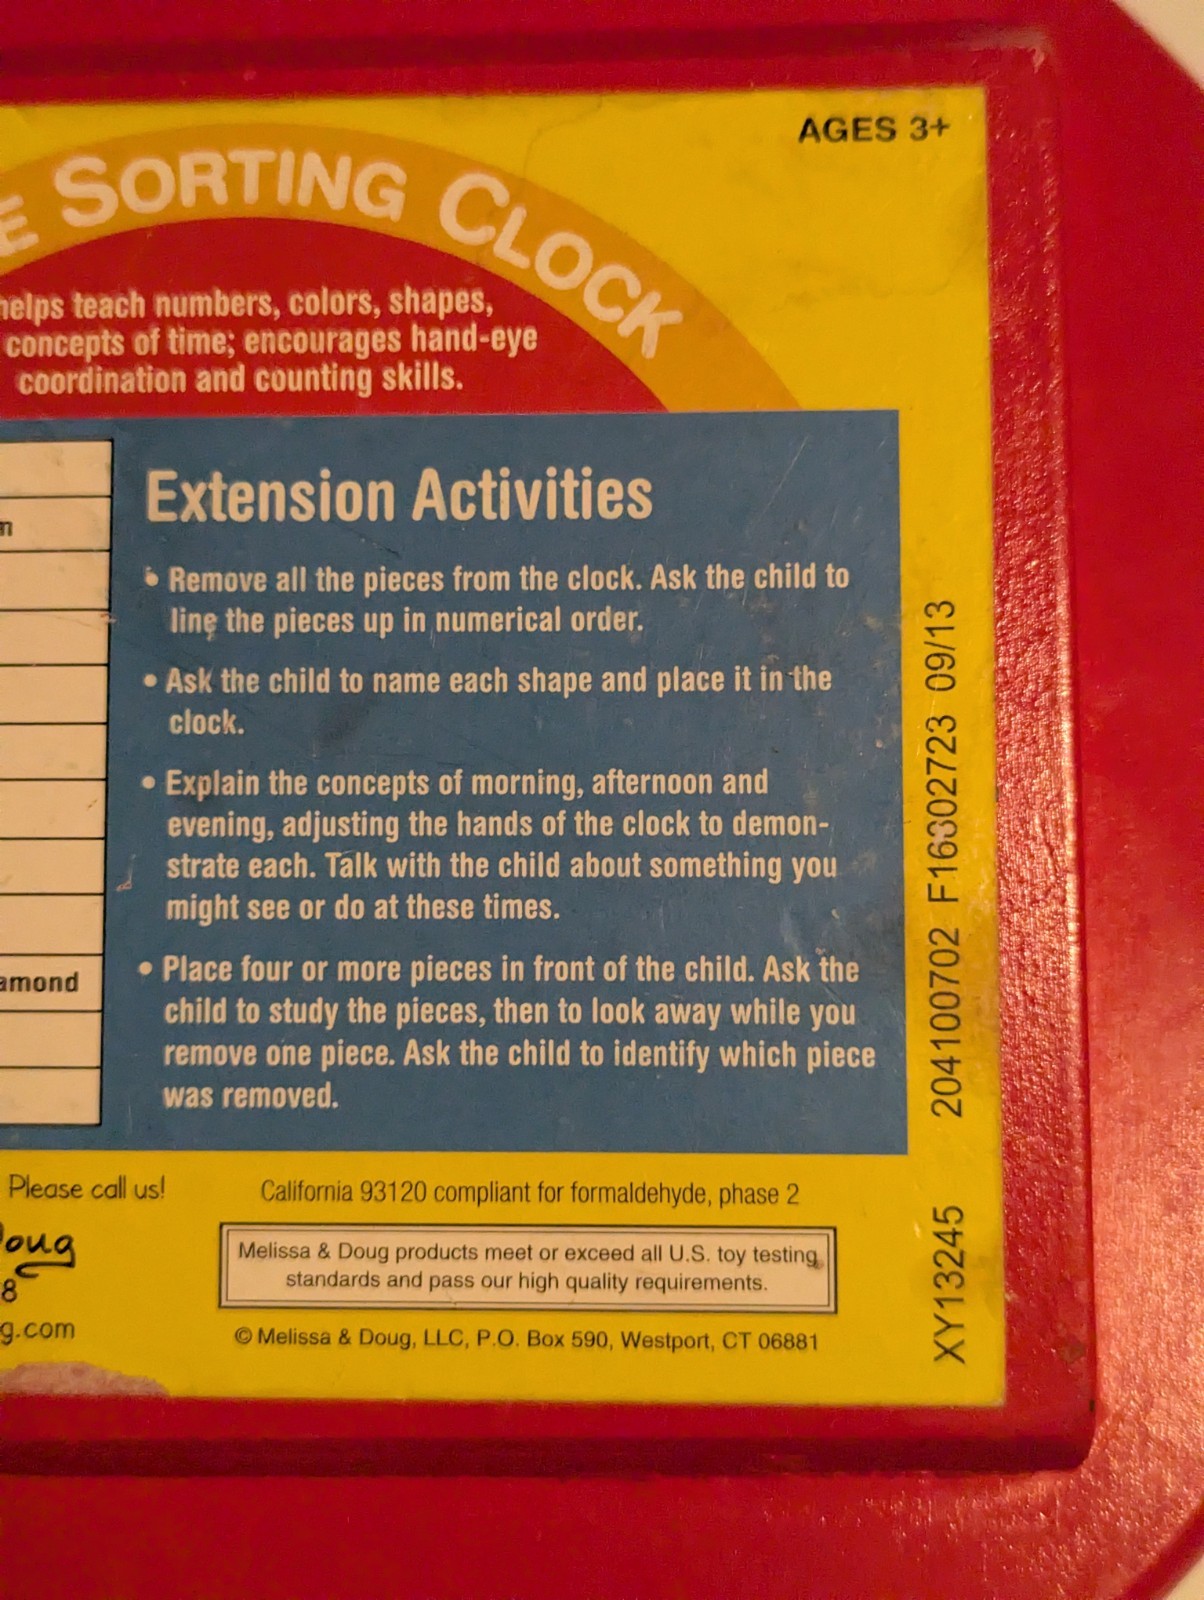 AGES 3+
SORTING CLOCK
helps teach numbers, colors, shapes,
concepts of time; encourages hand-eye
coordination and counting skills.
Extension Activities
• Remove all the pieces from the clock. Ask the child to
line the pieces up in numerical order.
• Ask the child to name each shape and place it in the
clock.
• Explain the concepts of morning, afternoon and
evening, adjusting the hands of the clock to demon-
strate each. Talk with the child about something you
might see or do at these times.
• Place four or more pieces in front of the child. Ask the
child to study the pieces, then to look away while you
remove one piece. Ask the child to identify which piece
was removed.
amond
Please call us!
Doug
8
g.com
California 93120 compliant for formaldehyde, phase 2
Melissa & Doug products meet or exceed all U.S. toy testing
standards and pass our high quality requirements.
© Melissa & Doug, LLC, P.O. Box 590, Westport, CT 06881
XY13245 204100702 F16302723 09/13